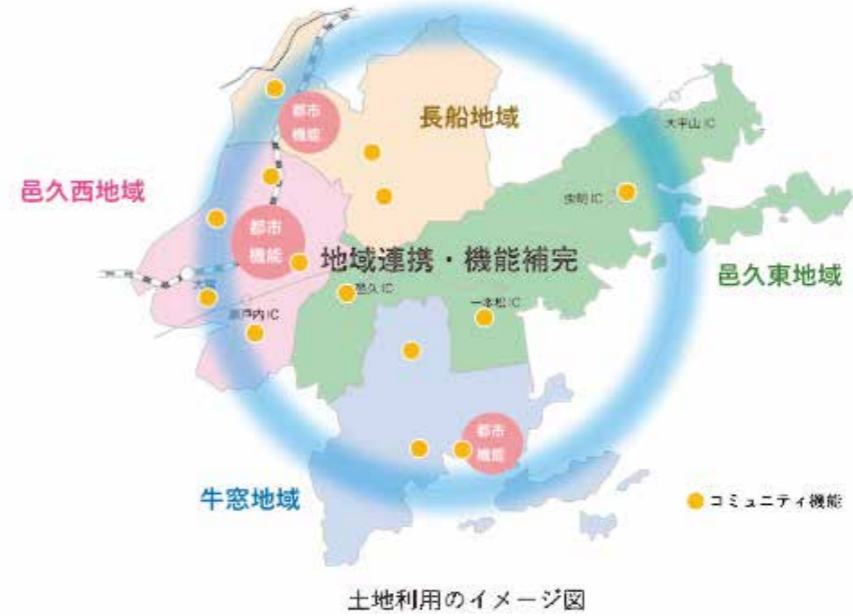 都市
機能
長船地域
大平山 IC
邑久西地域
虫明 IC
都市
機能
地域連携・機能補完
邑久東地域
大富
邑久 IC
一本松 IC
瀬戸内 IC
都市
機能
牛窓地域
コミュニティ機能
土地利用のイメージ図